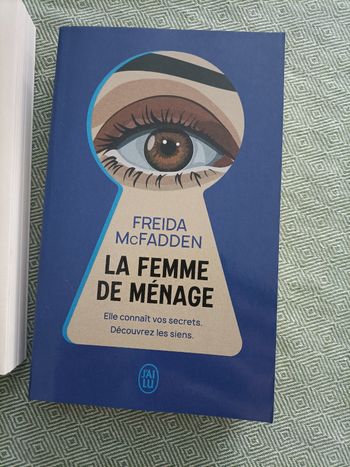 FREIDA
McFADDEN
LA FEMME
DE MÉNAGE
Elle connaît vos secrets.
Découvrez les siens.
J'AI
LU